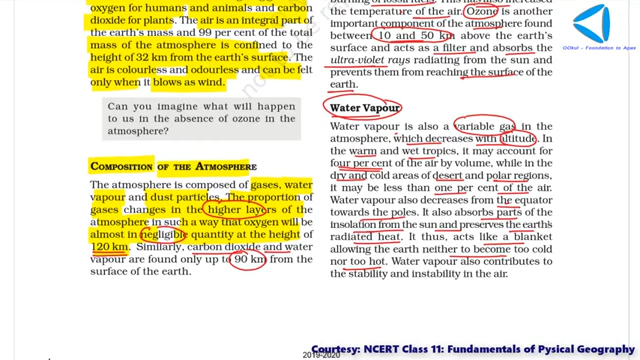 oxygen for humans and animals and carbon
dioxide for plants. The air is an integral part
of the earth's mass and 99 per cent of the total
mass of the atmosphere is confined to the
height of 32 km from the earth's surface. The
air is colourless and odourless and can be felt
only when it blows as wind.
Can you imagine what will happen
to us in the absence of ozone in
the atmosphere?
COMPOSITION OF THE ATMOSPHERE
The atmosphere is composed of gases, water
vapour and dust particles. The proportion of
gases changes in the higher layers of the
atmosphere in such a way that oxygen will be
almost in negligible quantity at the height of
120 km. Similarly, carbon dioxide and water
vapour are found only up to 90 km from the
surface of the earth.
the temperature of the air. Ozone is another
important component of the atmosphere found
between 10 and 50 km above the earth's
surface and acts as a filter and absorbs the
ultra-violet rays radiating from the sun and
prevents them from reaching the surface of the
earth.
Water Vapour
Water vapour is also a variable gas in the
atmosphere, which decreases with altitude. In
the warm and wet tropics, it may account for
four per cent of the air by volume, while in the
dry and cold areas of desert and polar regions,
it may be less than one per cent of the air.
Water vapour also decreases from the equator
towards the poles. It also absorbs parts of the
insolation from the sun and preserves the earth's
radiated heat. It thus, acts like a blanket
allowing the earth neither to become too cold
nor too hot. Water vapour also contributes to
the stability and instability in the air.
OOkul - Foundation to Apex
2019-2020
Courtesy: NCERT Class 11: Fundamentals of Pysical Geography